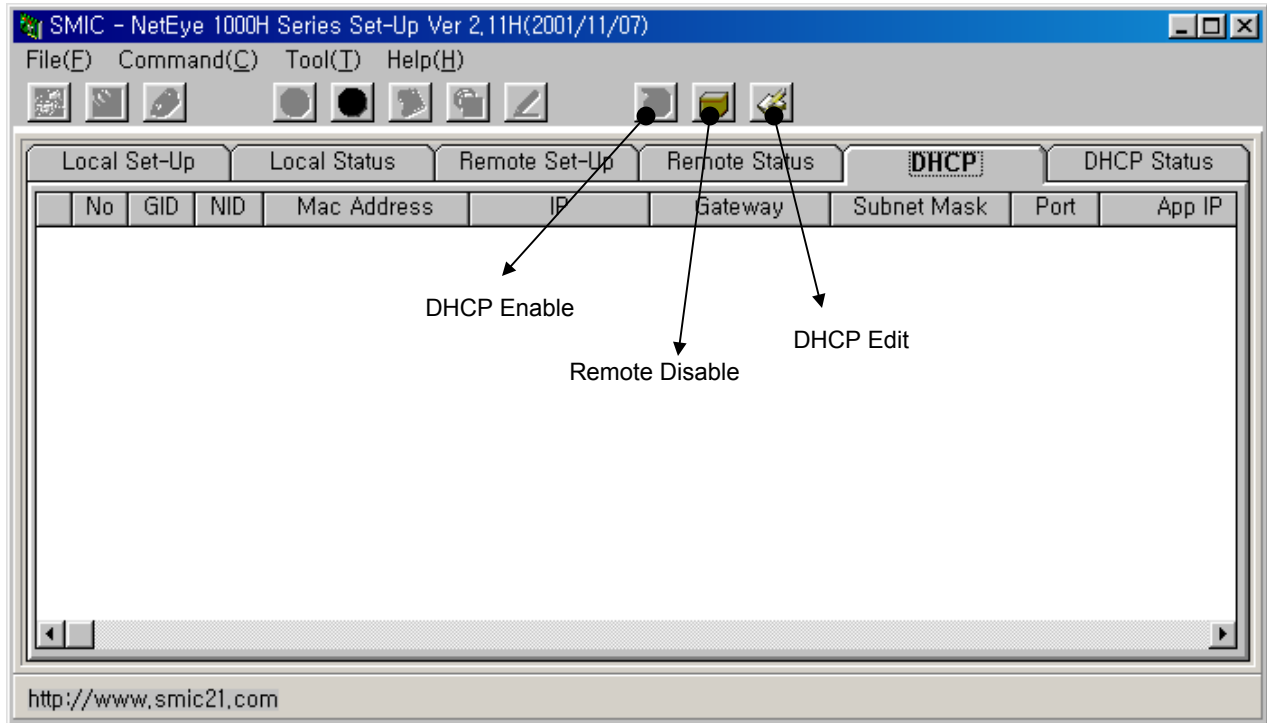 SMIC - NetEye 1000H Series Set-Up Ver 2,11H(2001/11/07)
File(F) Command(C) Tool(T) Help(H)
Local Set-Up Local Status Remote Set-Up Remote Status DHCP DHCP Status
No GID NID Mac Address IP Gateway Subnet Mask Port App IP
DHCP Enable
DHCP Edit
Remote Disable
http://www,smic21,com